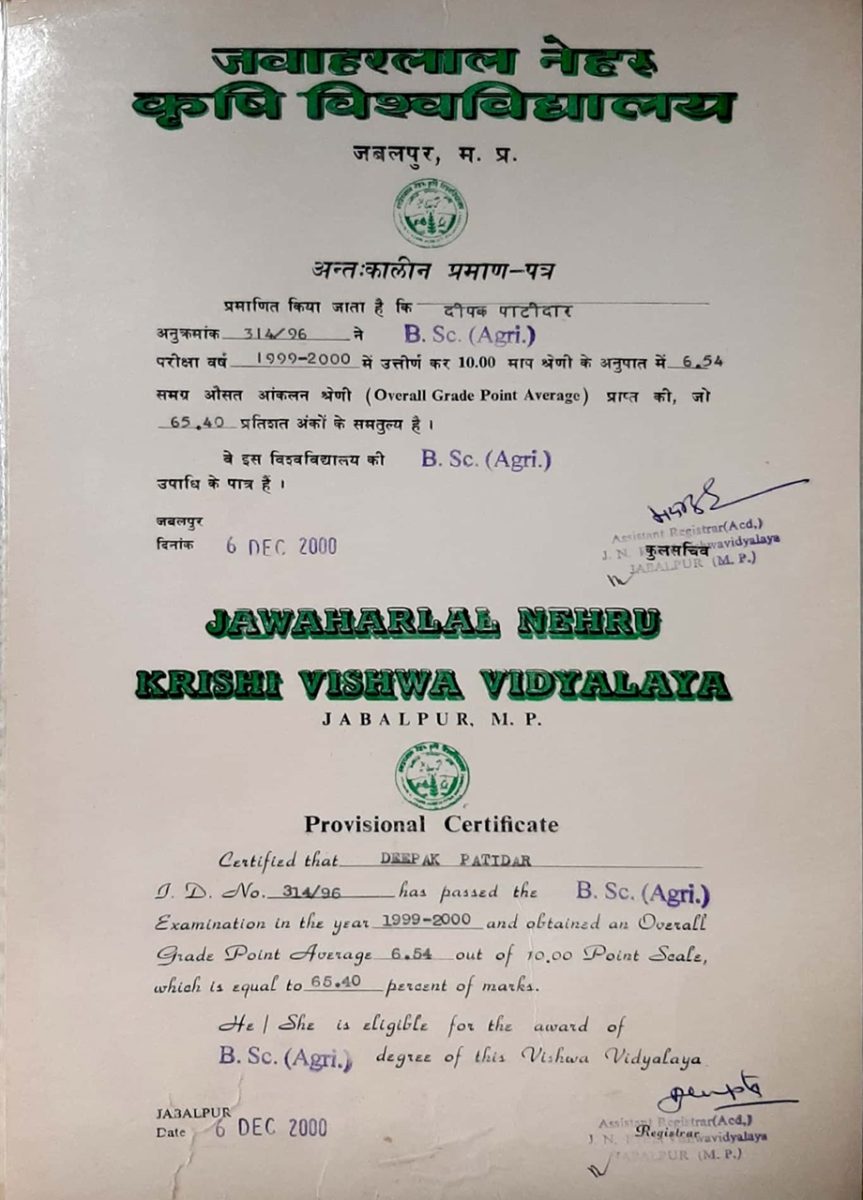 जवाहरलाल नेहरू
कृषि विश्वविद्यालय
जबलपुर, म. प्र.
अन्तःकालीन प्रमाण-पत्र
प्रमाणित किया जाता है कि दीपक पाटीदार
अनुक्रमांक 314/96 ने B. Sc. (Agri.)
परीक्षा वर्ष 1999-2000 में उत्तीर्ण कर 10.00 माप श्रेणी के अनुपात में 6.54
समग्र औसत आंकलन श्रेणी (Overall Grade Point Average) प्राप्त की, जो
65.40 प्रतिशत अंकों के समतुल्य है ।
वे इस विश्वविद्यालय की B. Sc. (Agri.)
उपाधि के पात्र हैं ।
जबलपुर
दिनांक 6 DEC 2000
Assistant Registrar(Acd,)
J. N. कुलसचिव vavidyalaya
JABALPUR (M. P.)
JAWAHARLAL NEHRU
KRISHI VISHWA VIDYALAYA
JABALPUR, M. P.
Provisional Certificate
Certified that DEEPAK PATIDAR
I. D. No. 314/96 has passed the B. Sc. (Agri.)
Examination in the year 1999-2000 and obtained an Overall
Grade Point Average 6.54 out of 10.00 Point Scale,
which is equal to 65.40 percent of marks.
He / She is eligible for the award of
B. Sc. (Agri.) degree of this Vishwa Vidyalaya
JABALPUR
Date 6 DEC 2000
Assistant Registrar(Acd,)
J. N. Registrar wavidyalaya
JABALPUR (M. P.)